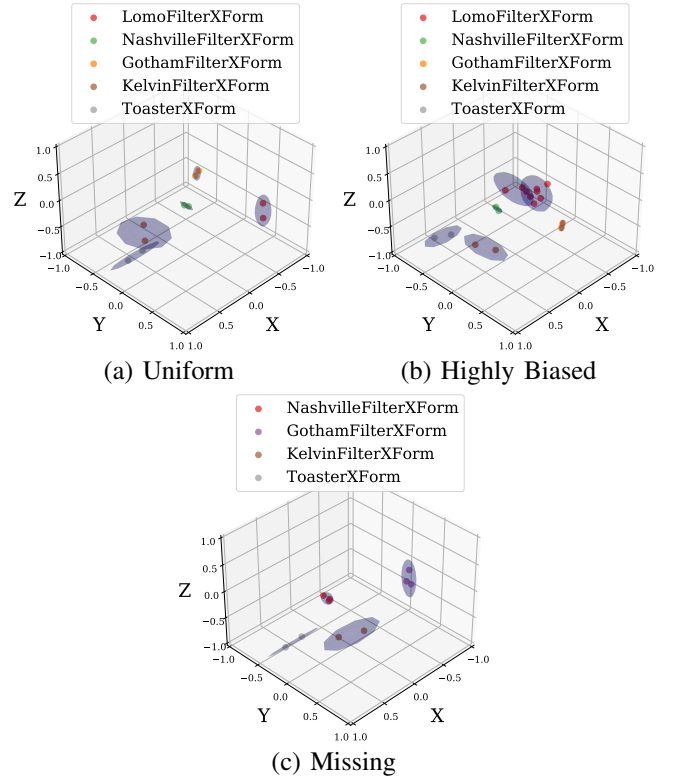 LomoFilterXForm
NashvilleFilterXForm
GothamFilterXForm
KelvinFilterXForm
ToasterXForm
1.0
0.5
Z
0.0
−0.5
−1.0
−1.0
−0.5
0.0
Y
0.5
1.0
1.0
0.5
X
0.0
−0.5
−1.0
(a) Uniform
LomoFilterXForm
NashvilleFilterXForm
GothamFilterXForm
KelvinFilterXForm
ToasterXForm
1.0
0.5
Z
0.0
−0.5
−1.0
−1.0
−0.5
0.0
Y
0.5
1.0
1.0
0.5
X
0.0
−0.5
−1.0
(b) Highly Biased
NashvilleFilterXForm
GothamFilterXForm
KelvinFilterXForm
ToasterXForm
1.0
0.5
Z
0.0
−0.5
−1.0
−1.0
−0.5
0.0
Y
0.5
1.0
1.0
0.5
X
0.0
−0.5
−1.0
(c) Missing